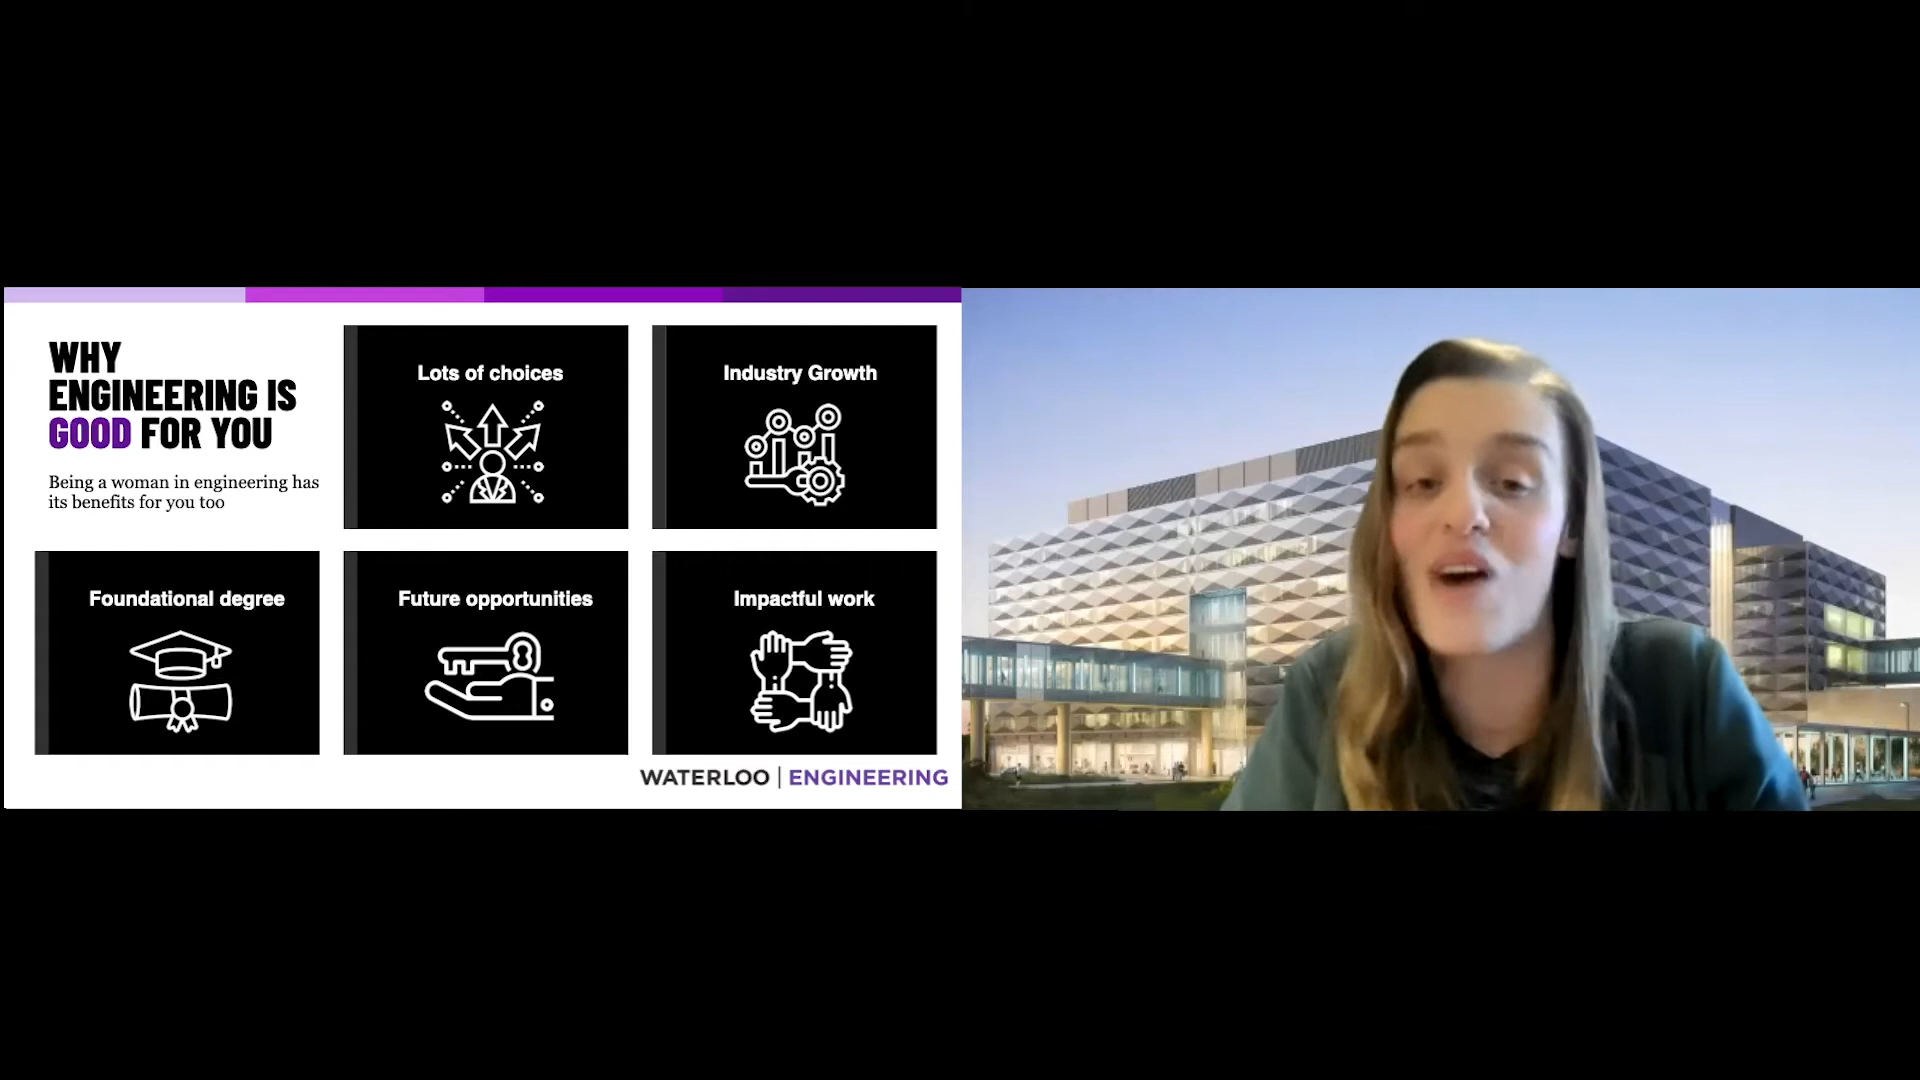 WHY
ENGINEERING IS
GOOD FOR YOU
Being a woman in engineering has
its benefits for you too
Lots of choices
Industry Growth
Foundational degree
Future opportunities
Impactful work
WATERLOO | ENGINEERING